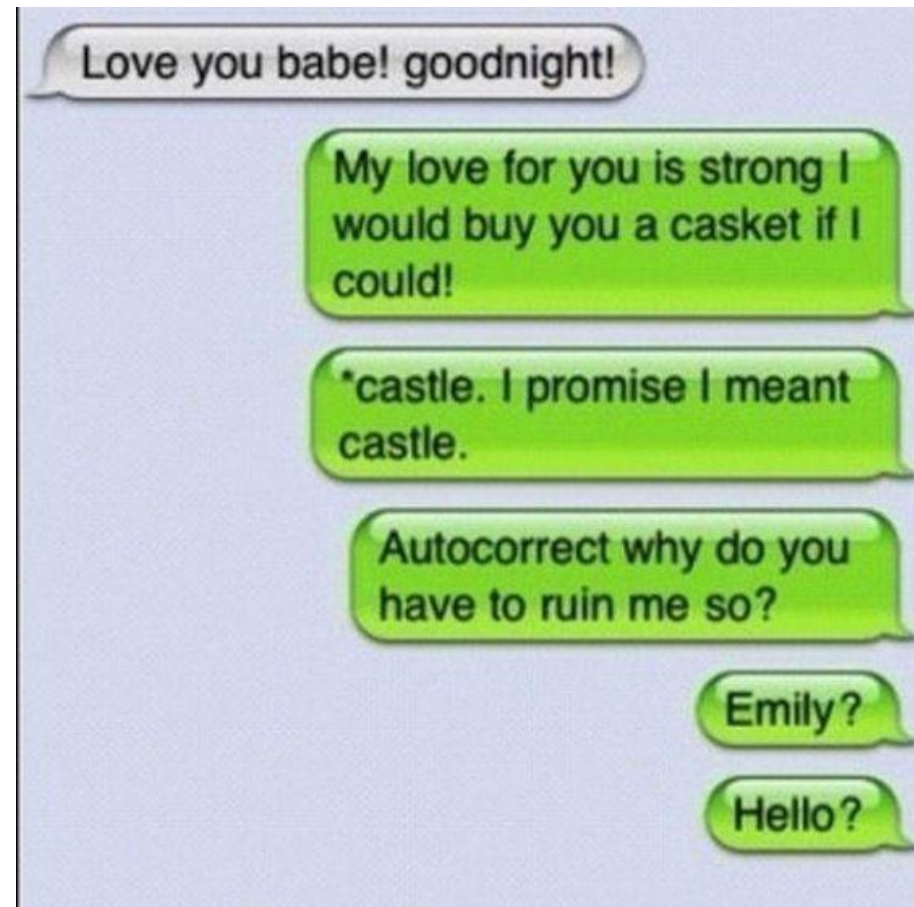 Love you babe! goodnight!
My love for you is strong I
would buy you a casket if I
could!
*castle. I promise I meant
castle.
Autocorrect why do you
have to ruin me so?
Emily?
Hello?